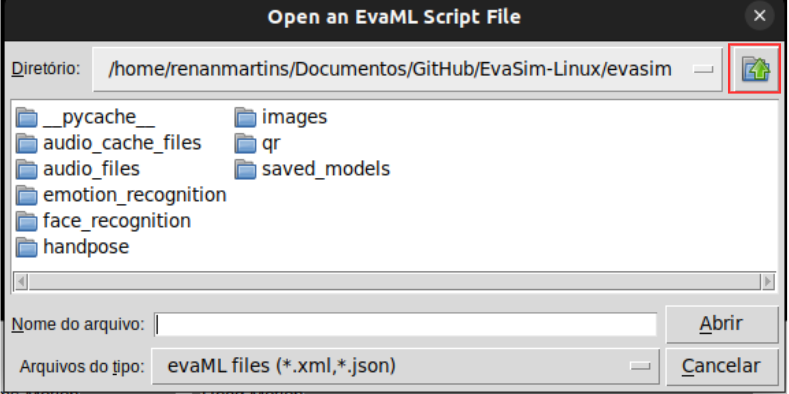 Open an EvaML Script File
Diretório: /home/renanmartins/Documentos/GitHub/EvaSim-Linux/evasim
__pycache__ images
audio_cache_files qr
audio_files saved_models
emotion_recognition
face_recognition
handpose
Nome do arquivo: Abrir
Arquivos do tipo: evaML files (*.xml,*.json) Cancelar